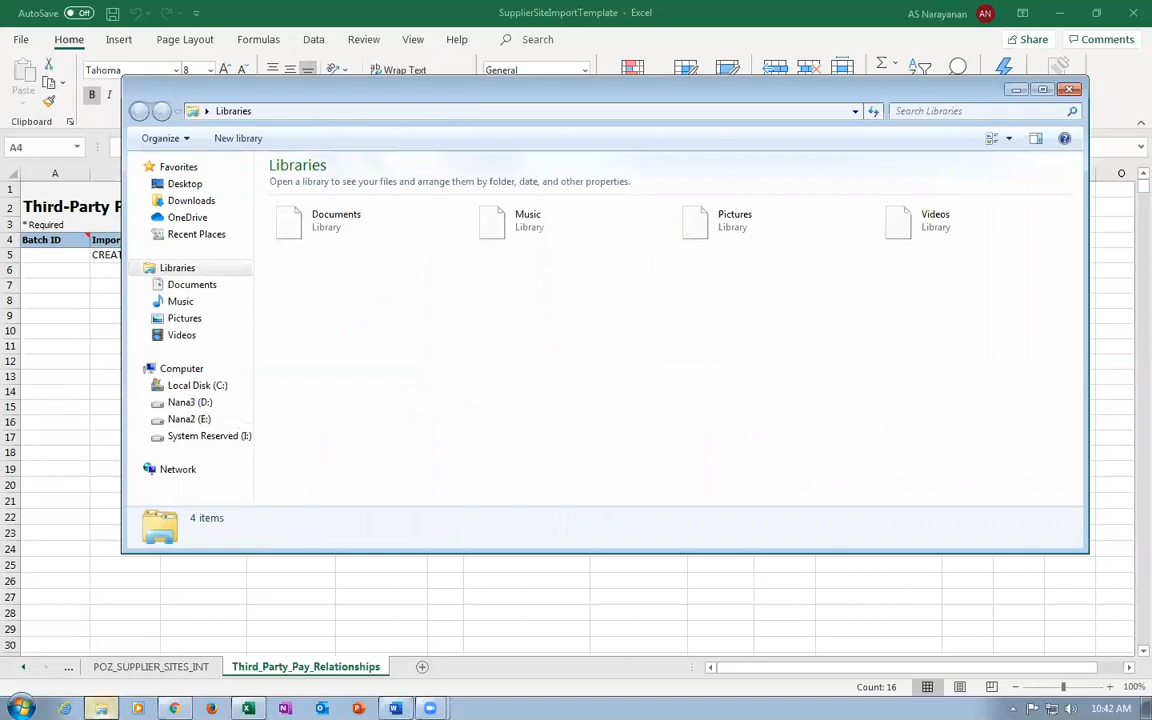 AutoSave Off
SupplierSiteImportTemplate - Excel
AS Narayanan AN
File Home Insert Page Layout Formulas Data Review View Help Search
Share Comments
Paste
Tahoma 8
B I
Wrap Text
General
Clipboard
A4
Libraries
Search Libraries
Organize New library
Favorites
Desktop
Downloads
OneDrive
Recent Places
Libraries
Documents
Music
Pictures
Videos
Computer
Local Disk (C:)
Nana3 (D:)
Nana2 (E:)
System Reserved (I:)
Network
Libraries
Open a library to see your files and arrange them by folder, date, and other properties.
Documents
Library
Music
Library
Pictures
Library
Videos
Library
4 items
A
O
1
2 Third-Party P
3 * Required
4 Batch ID Impor
5 CREAT
6
7
8
9
10
11
12
13
14
15
16
17
18
19
20
21
22
23
24
25
26
27
28
29
30
... POZ_SUPPLIER_SITES_INT Third_Party_Pay_Relationships
Count: 16
100%
10:42 AM